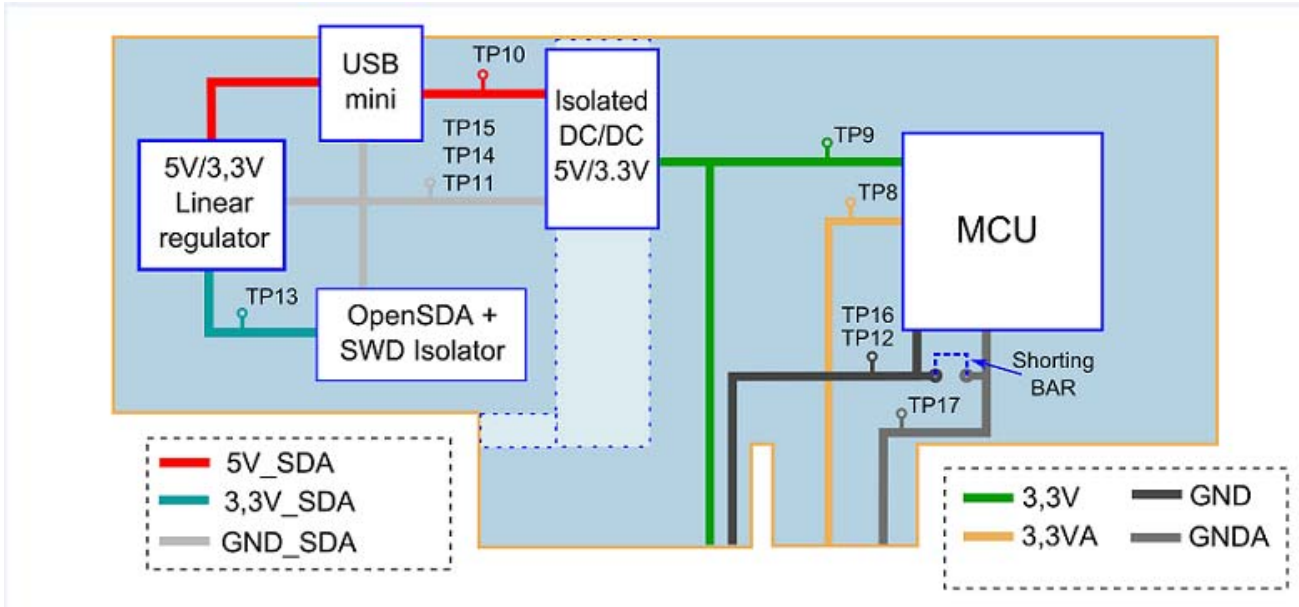 USB
mini
TP10
Isolated
DC/DC
5V/3.3V
TP15
TP14
TP11
5V/3,3V
Linear
regulator
TP9
TP8
MCU
TP13
OpenSDA +
SWD Isolator
TP16
TP12
Shorting
BAR
TP17
5V_SDA
3,3V_SDA
GND_SDA
3,3V
GND
3,3VA
GNDA